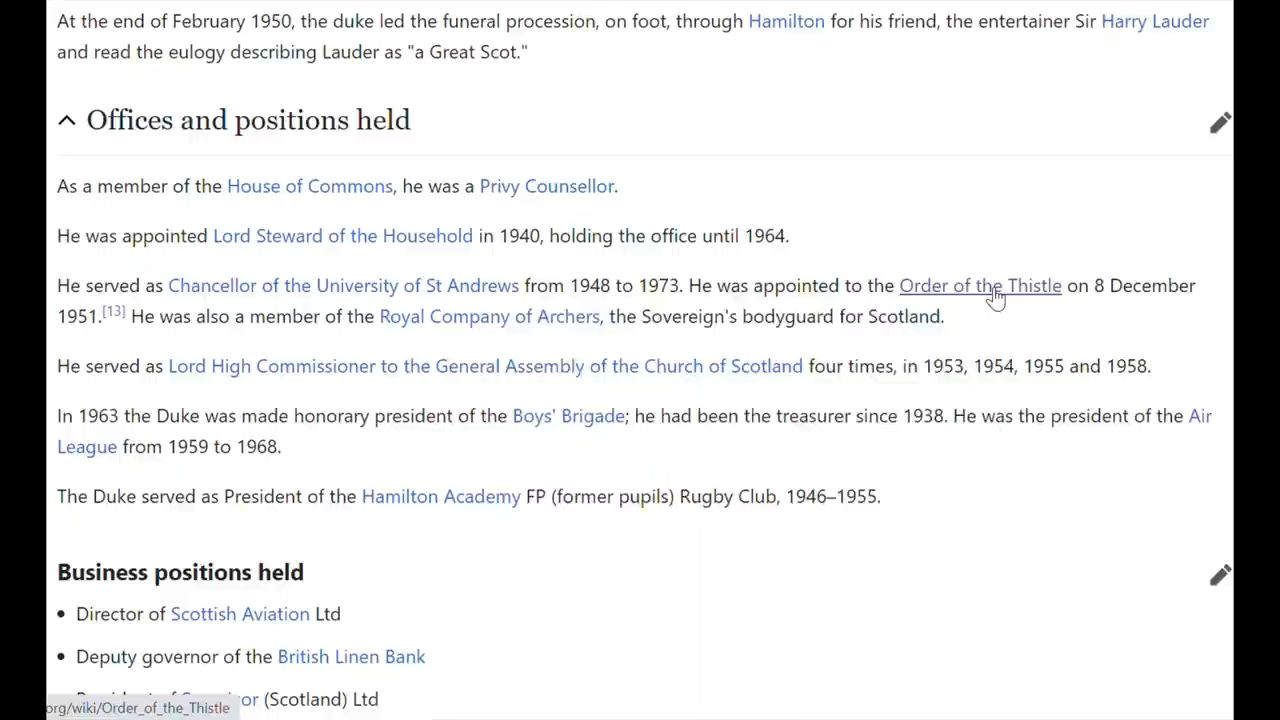 At the end of February 1950, the duke led the funeral procession, on foot, through Hamilton for his friend, the entertainer Sir Harry Lauder
and read the eulogy describing Lauder as "a Great Scot."
Offices and positions held
As a member of the House of Commons, he was a Privy Counsellor.
He was appointed Lord Steward of the Household in 1940, holding the office until 1964.
He served as Chancellor of the University of St Andrews from 1948 to 1973. He was appointed to the Order of the Thistle on 8 December
1951.[13] He was also a member of the Royal Company of Archers, the Sovereign's bodyguard for Scotland.
He served as Lord High Commissioner to the General Assembly of the Church of Scotland four times, in 1953, 1954, 1955 and 1958.
In 1963 the Duke was made honorary president of the Boys' Brigade; he had been the treasurer since 1938. He was the president of the Air
League from 1959 to 1968.
The Duke served as President of the Hamilton Academy FP (former pupils) Rugby Club, 1946–1955.
Business positions held
• Director of Scottish Aviation Ltd
• Deputy governor of the British Linen Bank
• (Scotland) Ltd
org/wiki/Order_of_the_Thistle